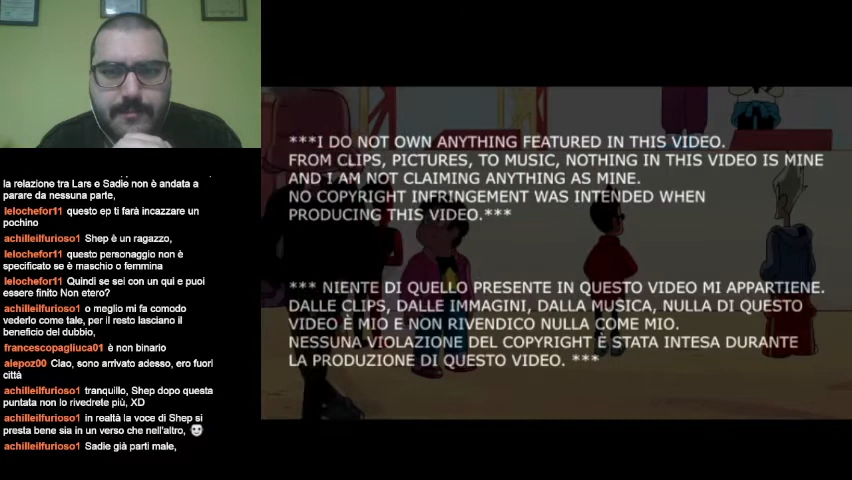 la relazione tra Lars e Sadie non è andata a
parare da nessuna parte,
lelochefor11 questo ep ti farà incazzare un
pochino
achilleilfurioso1 Shep è un ragazzo,
lelochefor11 questo personaggio non è
specificato se è maschio o femmina
lelochefor11 Quindi se sei con un qui e puoi
essere finito Non etero?
achilleilfurioso1 o meglio mi fa comodo
vederlo come tale, per il resto lasciano il
beneficio del dubbio,
francescopagliuca01 è non binario
alepoz00 Ciao, sono arrivato adesso, ero fuori
città
achilleilfurioso1 tranquillo, Shep dopo questa
puntata non lo rivedrete più, XD
achilleilfurioso1 in realtà la voce di Shep si
presta bene sia in un verso che nell'altro,
achilleilfurioso1 Sadie già parti male,
***I DO NOT OWN ANYTHING FEATURED IN THIS VIDEO.
FROM CLIPS, PICTURES, TO MUSIC, NOTHING IN THIS VIDEO IS MINE
AND I AM NOT CLAIMING ANYTHING AS MINE.
NO COPYRIGHT INFRINGEMENT WAS INTENDED WHEN
PRODUCING THIS VIDEO.***
*** NIENTE DI QUELLO PRESENTE IN QUESTO VIDEO MI APPARTIENE.
DALLE CLIPS, DALLE IMMAGINI, DALLA MUSICA, NULLA DI QUESTO
VIDEO È MIO E NON RIVENDICO NULLA COME MIO.
NESSUNA VIOLAZIONE DEL COPYRIGHT È STATA INTESA DURANTE
LA PRODUZIONE DI QUESTO VIDEO. ***